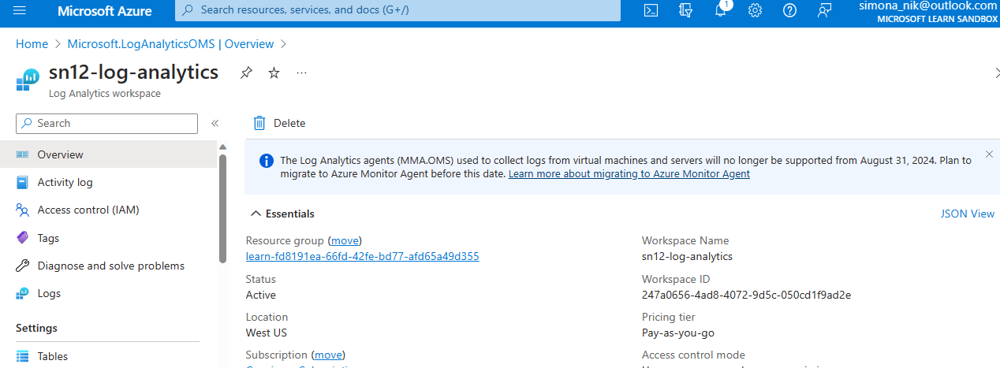 Microsoft Azure
Search resources, services, and docs (G+/)
1
simona_nik@outlook.com
MICROSOFT LEARN SANDBOX
Home > Microsoft.LogAnalyticsOMS | Overview >
sn12-log-analytics
Log Analytics workspace
Search
Delete
Overview
Activity log
Access control (IAM)
Tags
Diagnose and solve problems
Logs
Settings
Tables
The Log Analytics agents (MMA.OMS) used to collect logs from virtual machines and servers will no longer be supported from August 31, 2024. Plan to
migrate to Azure Monitor Agent before this date. Learn more about migrating to Azure Monitor Agent
Essentials
JSON View
Resource group (move)
learn-fd8191ea-66fd-42fe-bd77-afd65a49d355
Status
Active
Location
West US
Subscription (move)
Workspace Name
sn12-log-analytics
Workspace ID
247a0656-4ad8-4072-9d5c-050cd1f9ad2e
Pricing tier
Pay-as-you-go
Access control mode